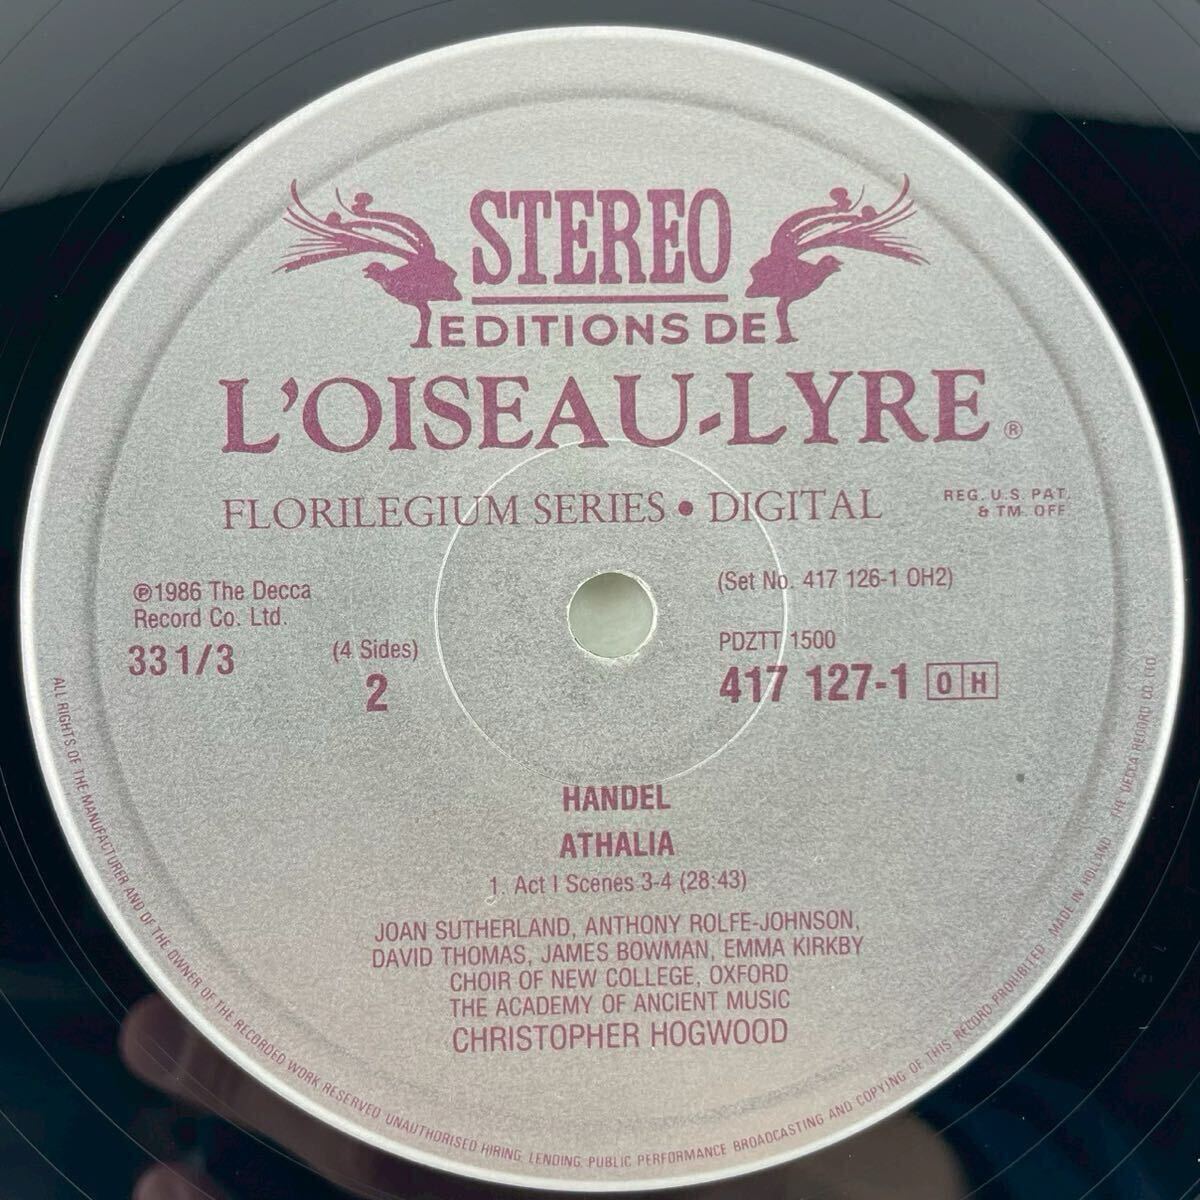 STEREO
EDITIONS DE
L'OISEAU-LYRE ®
FLORILEGIUM SERIES • DIGITAL
REG. U.S. PAT.
& TM. OFF.
℗1986 The Decca
Record Co. Ltd.
33 1/3
(4 Sides)
2
(Set No. 417 126-1 OH2)
PDZTT 1500
417 127-1 O H
HANDEL
ATHALIA
1. Act I Scenes 3-4 (28:43)
JOAN SUTHERLAND, ANTHONY ROLFE-JOHNSON,
DAVID THOMAS, JAMES BOWMAN, EMMA KIRKBY
CHOIR OF NEW COLLEGE, OXFORD
THE ACADEMY OF ANCIENT MUSIC
CHRISTOPHER HOGWOOD
ALL RIGHTS OF THE MANUFACTURER AND OF THE OWNER OF THE RECORDED WORK RESERVED UNAUTHORISED HIRING, LENDING, PUBLIC PERFORMANCE BROADCASTING AND COPYING OF THIS RECORD PROHIBITED. MADE IN HOLLAND THE DECCA RECORD CO. LTD